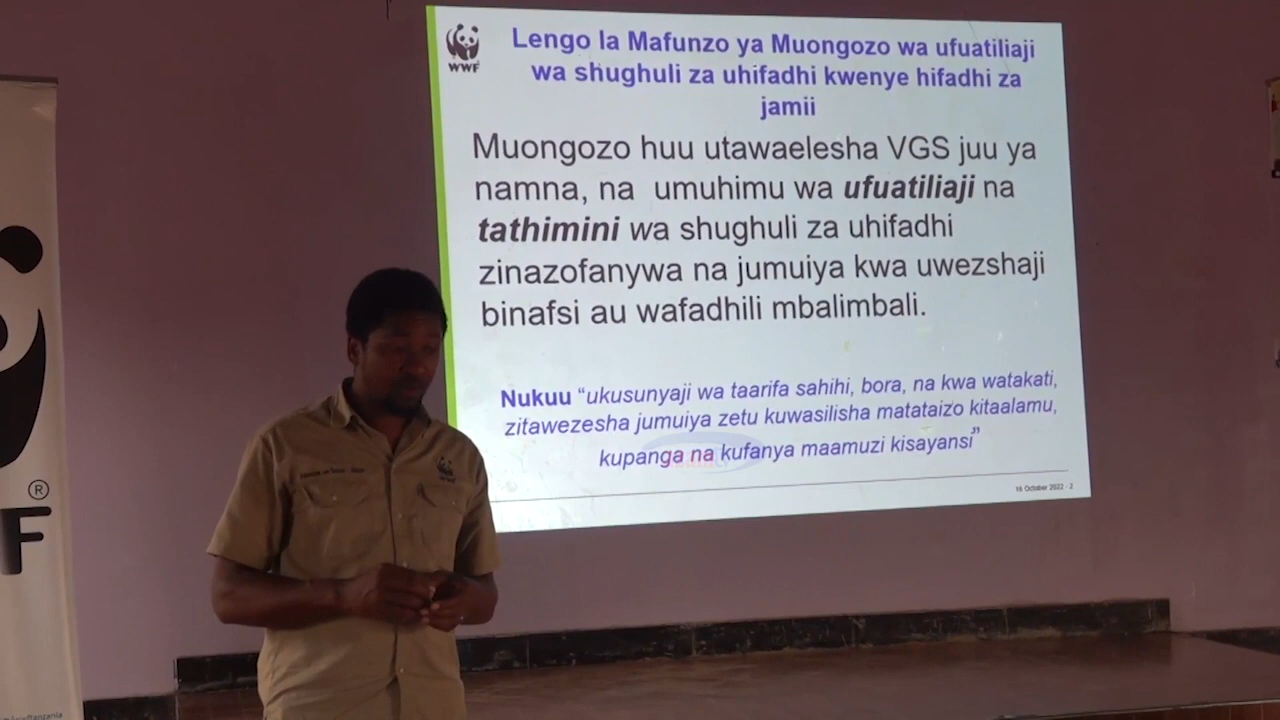 WWF
Lengo la Mafunzo ya Muongozo wa ufuatiliaji
wa shughuli za uhifadhi kwenye hifadhi za
jamii
Muongozo huu utawaelesha VGS juu ya
namna, na umuhimu wa ufuatiliaji na
tathimini wa shughuli za uhifadhi
zinazofanywa na jumuiya kwa uwezshaji
binafsi au wafadhili mbalimbali.
Nukuu “ukusunyaji wa taarifa sahihi, bora, na kwa watakati,
zitawezesha jumuiya zetu kuwasilisha matataizo kitaalamu,
kupanga na kufanya maamuzi kisayansi”
16 October 2022 - 2
®
F